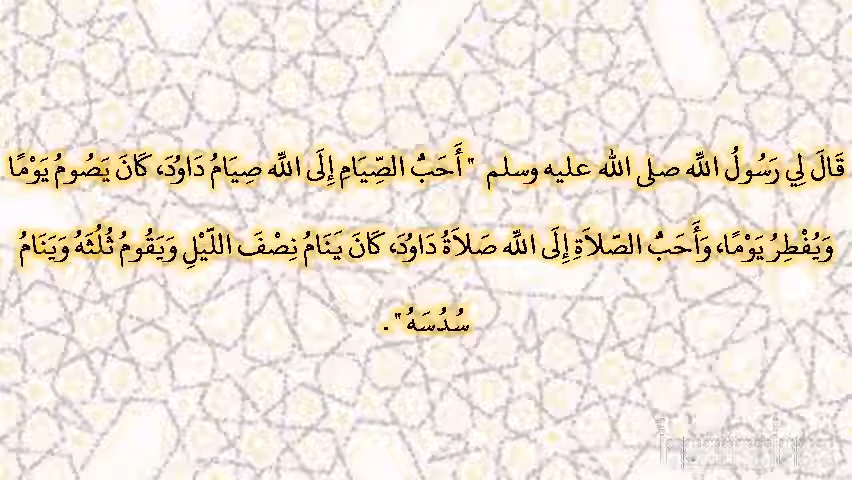 قَالَ لِي رَسُولُ اللَّهِ صلى الله عليه وسلم ‏"‏ أَحَبُّ الصِّيَامِ إِلَى اللَّهِ صِيَامُ دَاوُدَ، كَانَ يَصُومُ يَوْمًا
وَيُفْطِرُ يَوْمًا، وَأَحَبُّ الصَّلاَةِ إِلَى اللَّهِ صَلاَةُ دَاوُدَ، كَانَ يَنَامُ نِصْفَ اللَّيْلِ وَيَقُومُ ثُلُثَهُ وَيَنَامُ
سُدُسَهُ ‏"‏‏.‏